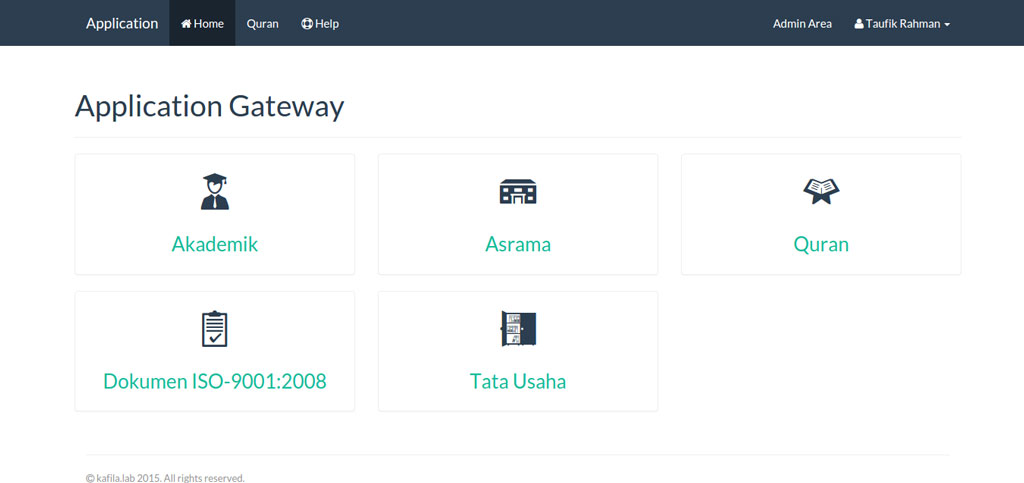 Application Home Quran Help Admin Area Taufik Rahman
Application Gateway
Akademik Asrama Quran
Dokumen ISO-9001:2008 Tata Usaha
© kafila.lab 2015. All rights reserved.